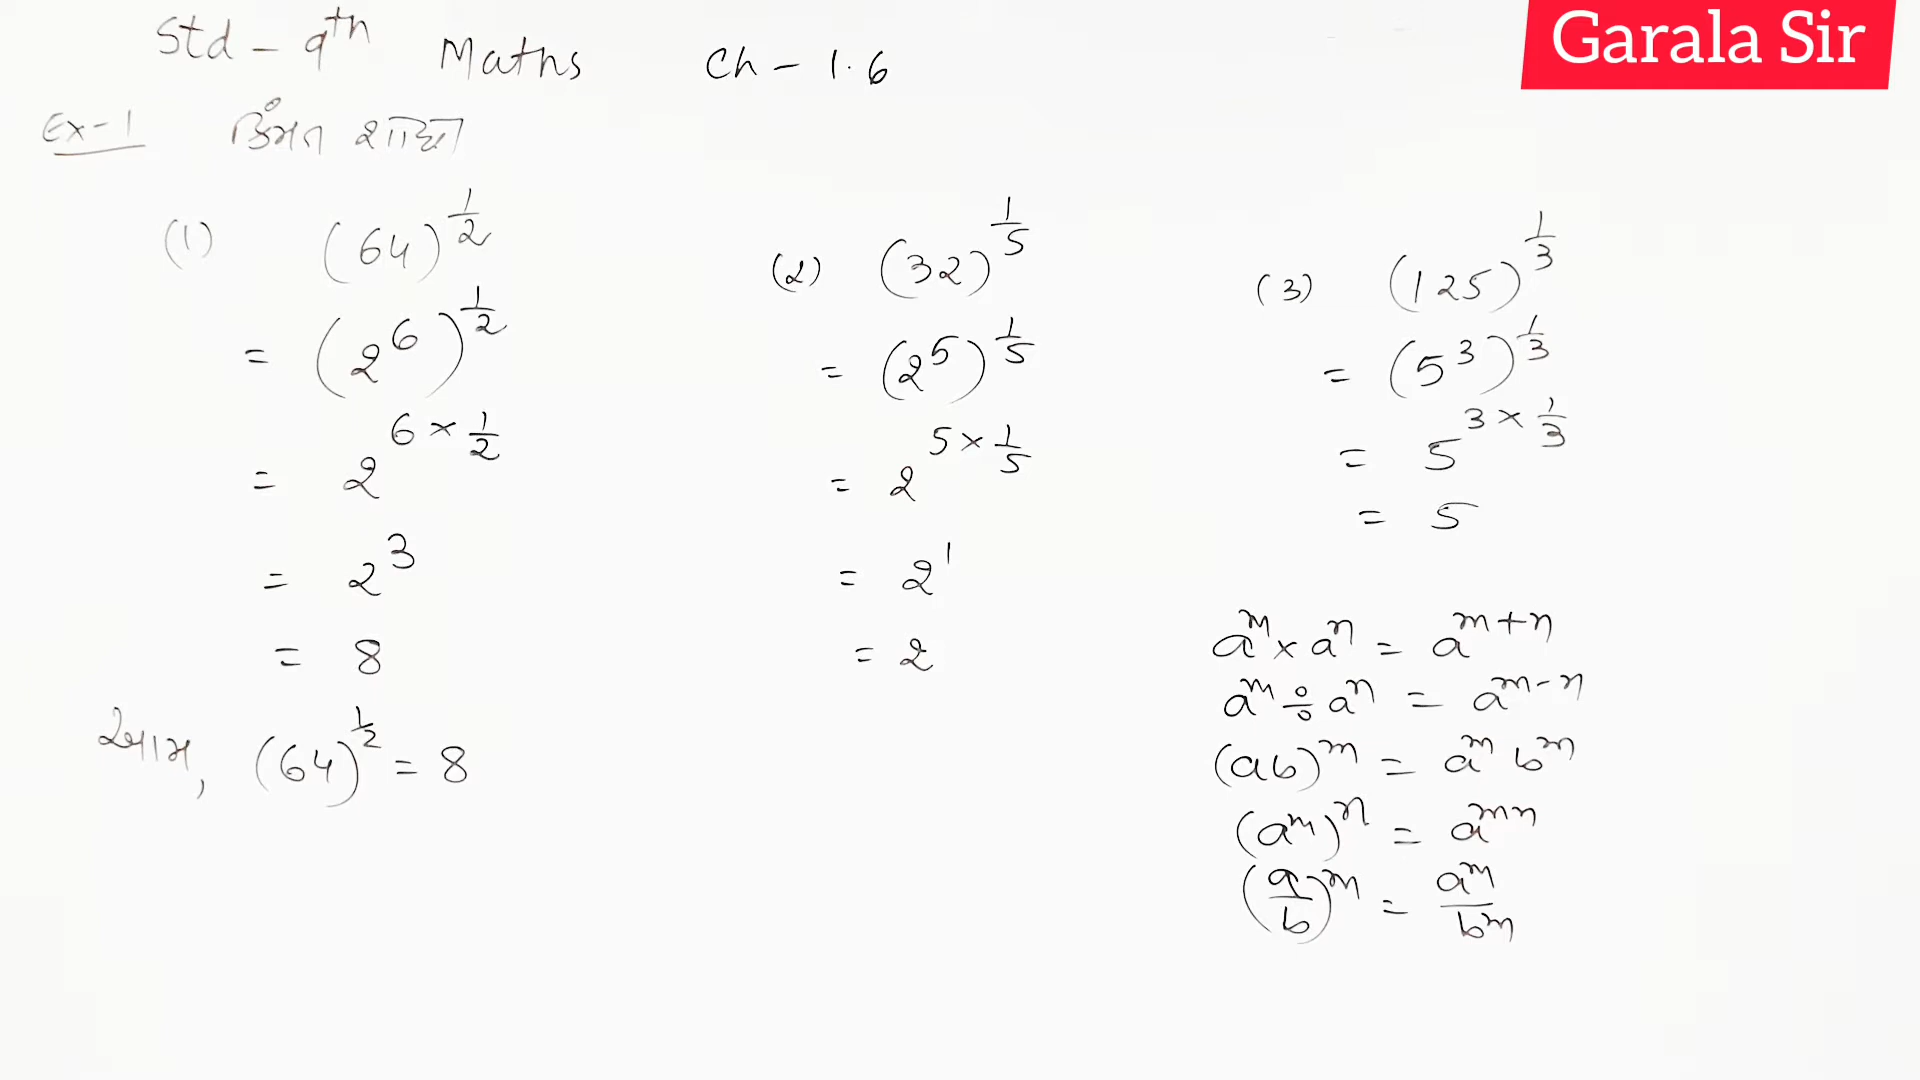 Std - 9th Maths Ch - 1.6
Garala Sir
Ex-1 કિંમત શોધો
(1) (64)^{1/2}
= (2^6)^{1/2}
= 2^{6 × 1/2}
= 2^3
= 8
આમ, (64)^{1/2} = 8
(2) (32)^{1/5}
= (2^5)^{1/5}
= 2^{5 × 1/5}
= 2^1
= 2
(3) (125)^{1/3}
= (5^3)^{1/3}
= 5^{3 × 1/3}
= 5
a^m × a^n = a^{m+n}
a^m ÷ a^n = a^{m-n}
(ab)^m = a^m b^m
(a^m)^n = a^{mn}
(a/b)^m = a^m/b^m